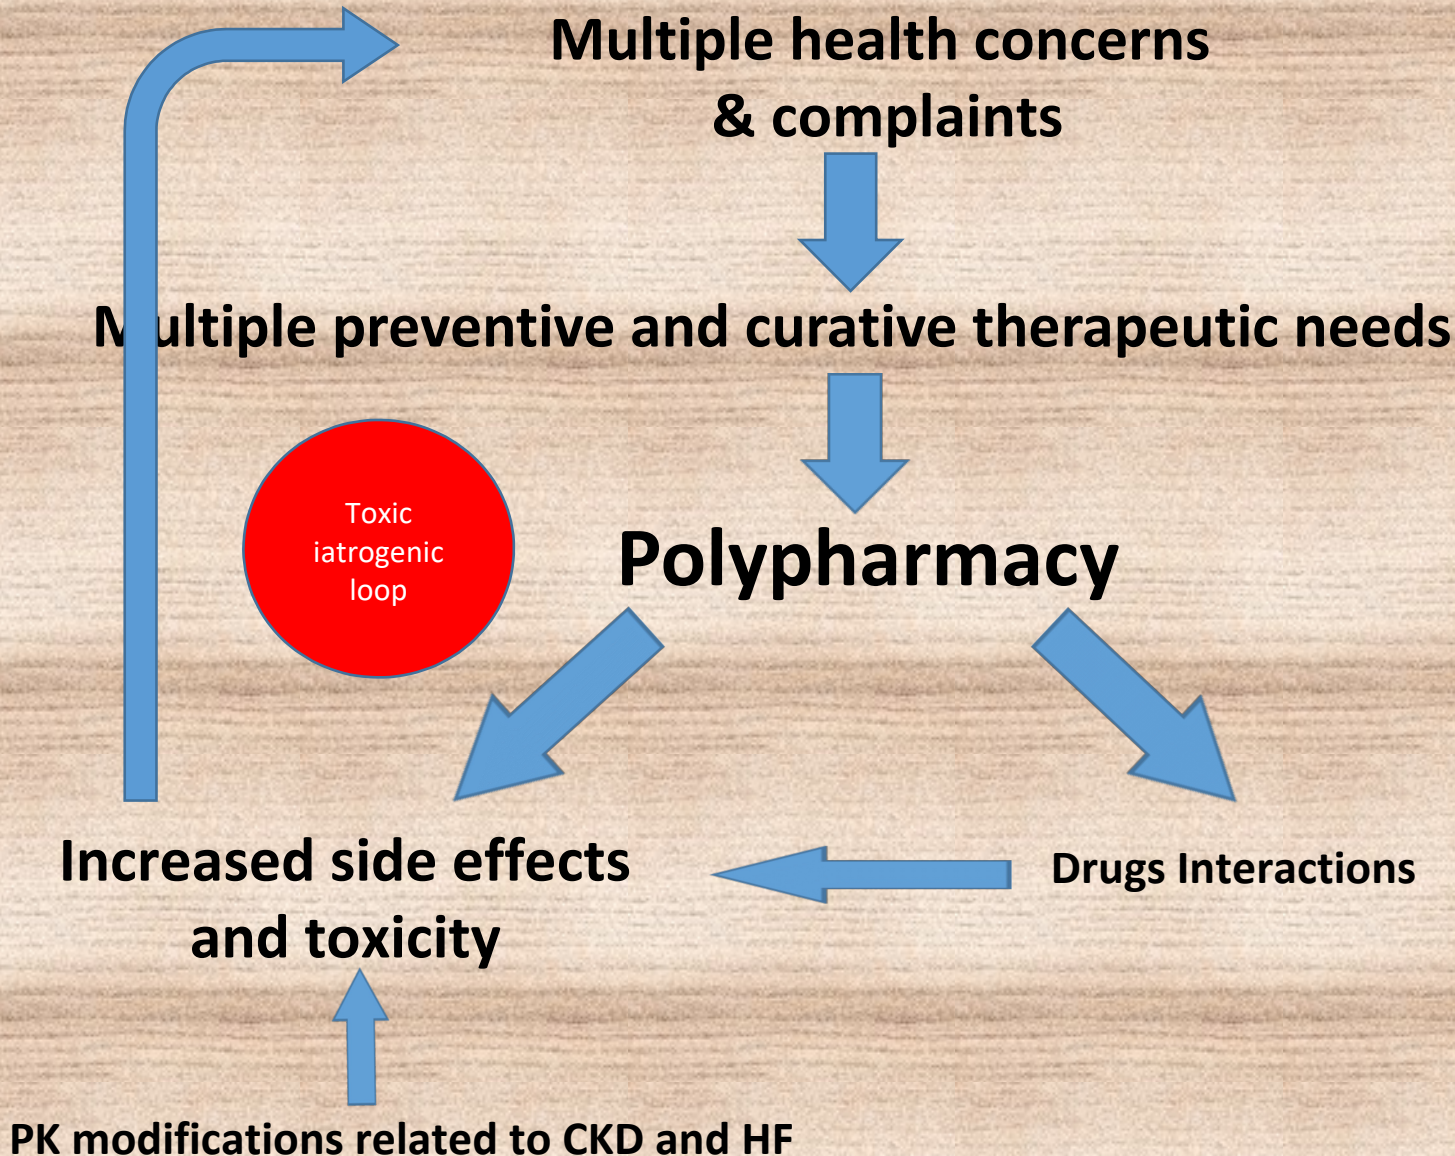 Multiple health concerns
& complaints
Multiple preventive and curative therapeutic needs
Toxic
iatrogenic
loop
Polypharmacy
Increased side effects
and toxicity
Drugs Interactions
PK modifications related to CKD and HF